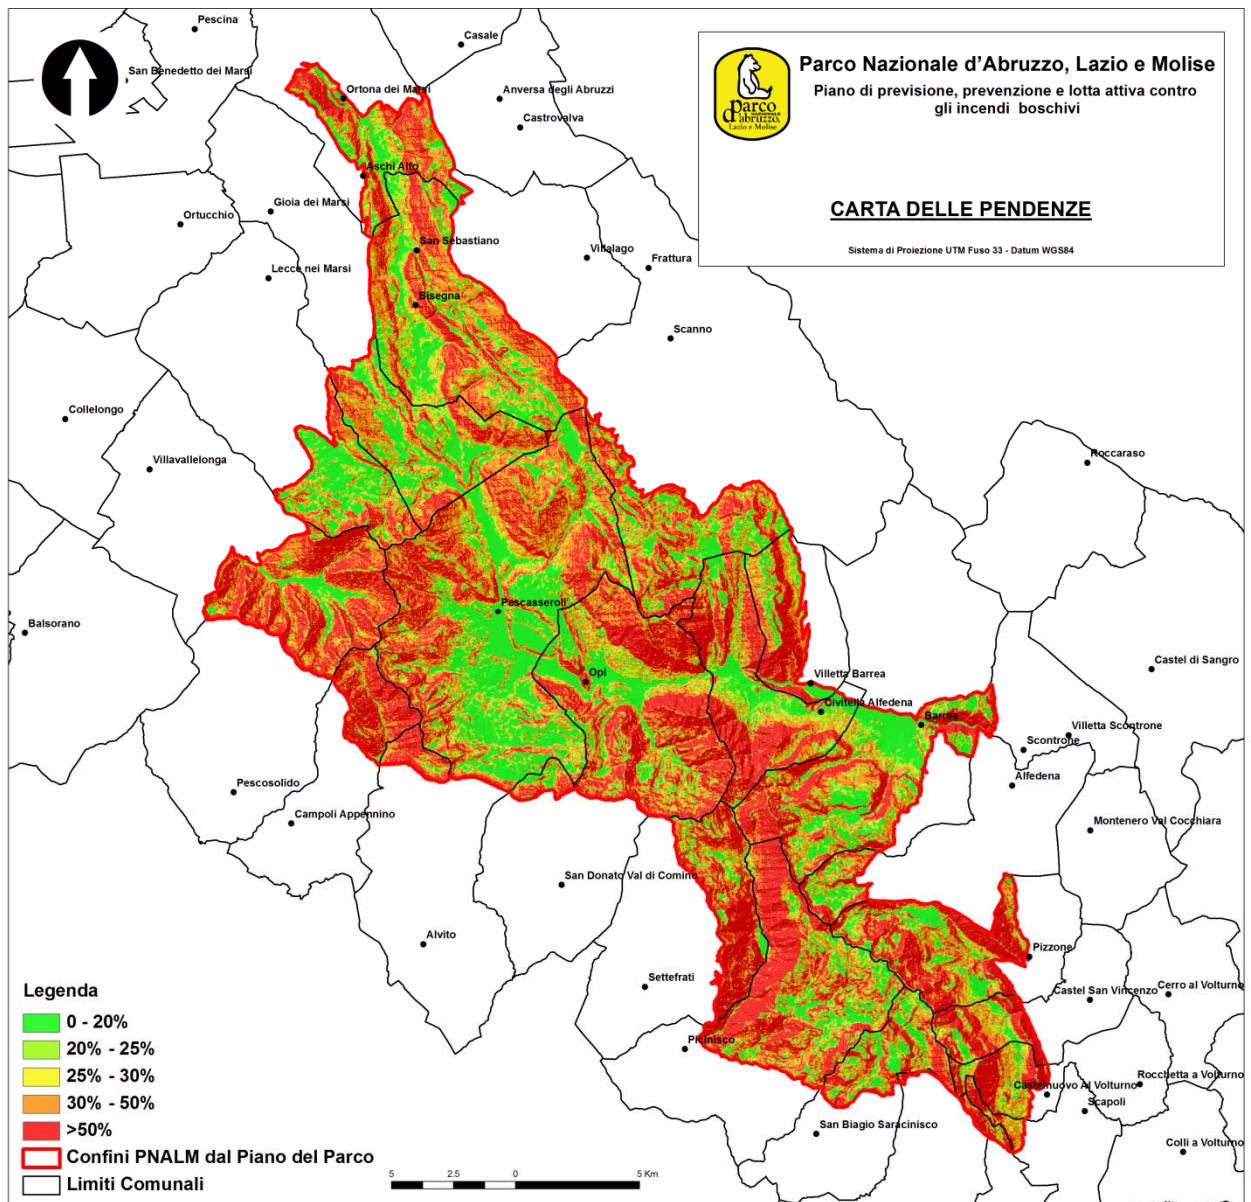 Parco Nazionale d'Abruzzo, Lazio e Molise
Piano di previsione, prevenzione e lotta attiva contro
gli incendi boschivi
CARTA DELLE PENDENZE
Sistema di Proiezione UTM Fuso 33 - Datum WGS84
Parco
NAZIONALE
d'abruzzo,
Lazio e Molise
Pescina
Casale
San Benedetto dei Marsi
Ortona dei Marsi
Anversa degli Abruzzi
Castrovalva
Aschi Alto
Gioia dei Marsi
Ortucchio
San Sebastiano
Villalago
Frattura
Lecce nei Marsi
Bisegna
Scanno
Collelongo
Villavallelonga
Roccaraso
Pescasseroli
Balsorano
Castel di Sangro
Opi
Villetta Barrea
Civitella Alfedena
Barrea
Villetta Scontrone
Scontrone
Alfedena
Pescosolido
Campoli Appennino
Montenero Val Cocchiara
San Donato Val di Comino
Alvito
Pizzone
Settefrati
Castel San Vincenzo
Cerro al Volturno
Picinisco
Rocchetta a Volturno
Castelnuovo Al Volturno
Scapoli
San Biagio Saracinisco
Colli a Volturno
Legenda
0 - 20%
20% - 25%
25% - 30%
30% - 50%
>50%
Confini PNALM dal Piano del Parco
Limiti Comunali
5 2.5 0 5 Km